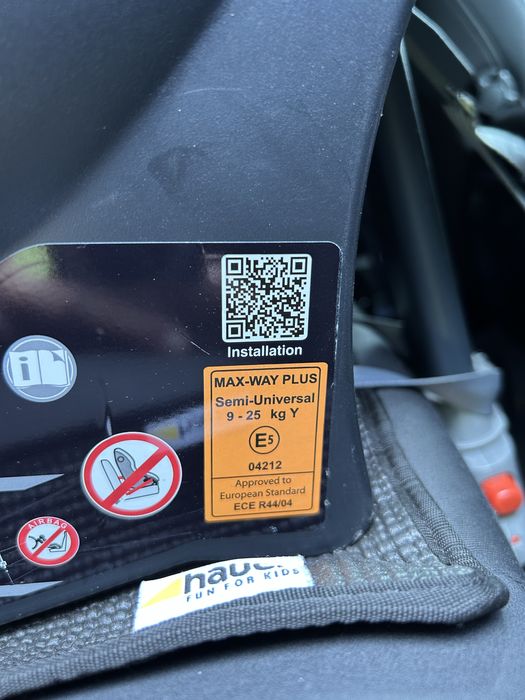 Installation
MAX-WAY PLUS
Semi-Universal
9 - 25 kg Y
E5
04212
Approved to
European Standard
ECE R44/04
AIRBAG
hauck
FUN FOR KIDS